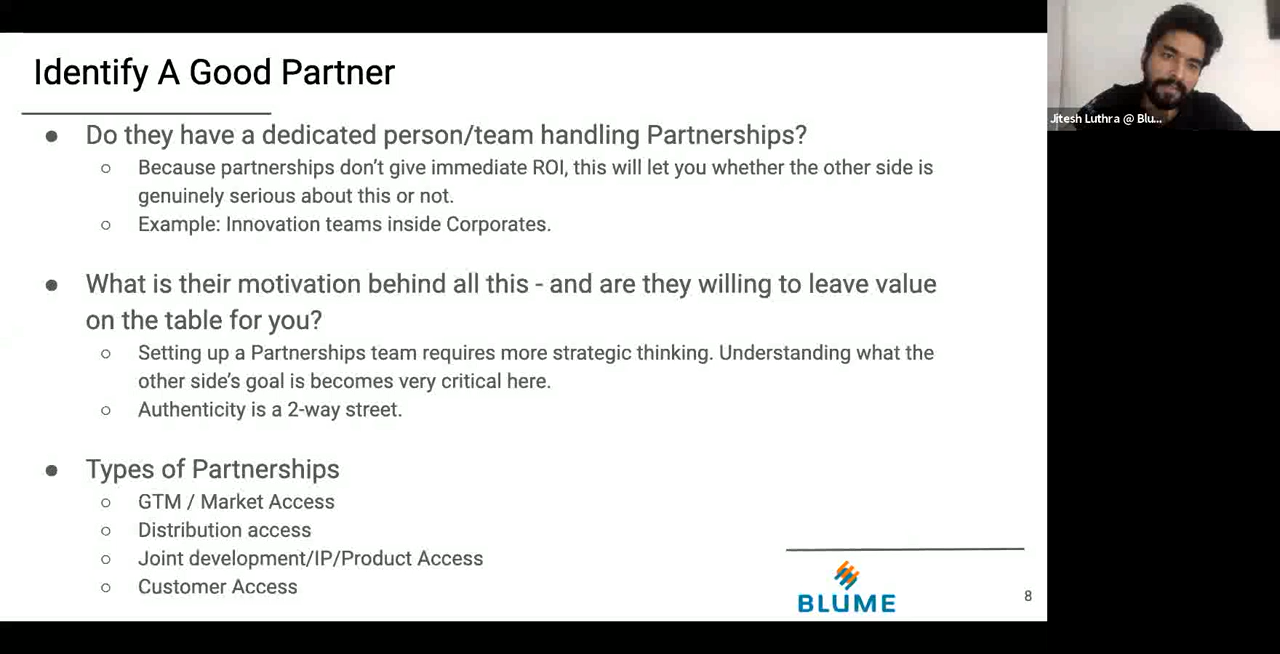 Identify A Good Partner
● Do they have a dedicated person/team handling Partnerships?
○ Because partnerships don't give immediate ROI, this will let you whether the other side is
genuinely serious about this or not.
○ Example: Innovation teams inside Corporates.
● What is their motivation behind all this - and are they willing to leave value
on the table for you?
○ Setting up a Partnerships team requires more strategic thinking. Understanding what the
other side's goal is becomes very critical here.
○ Authenticity is a 2-way street.
● Types of Partnerships
○ GTM / Market Access
○ Distribution access
○ Joint development/IP/Product Access
○ Customer Access
BLUME
8
Jitesh Luthra @ Blu...